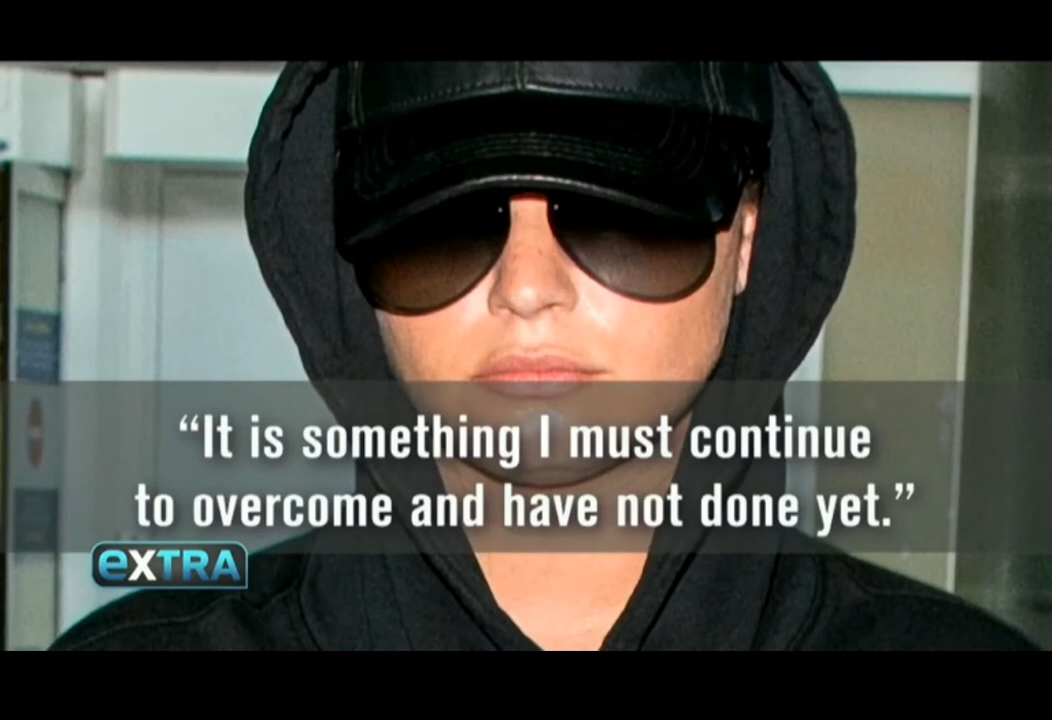 “It is something I must continue
to overcome and have not done yet.”
eXTRA